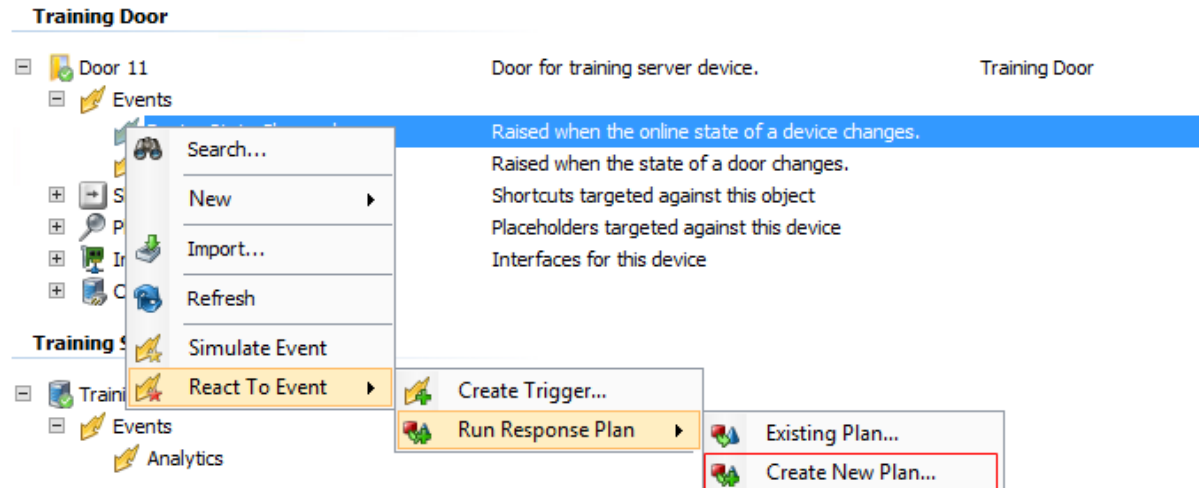 Training Door
Door 11 Door for training server device. Training Door
Events
Raised when the online state of a device changes.
Search...
Raised when the state of a door changes.
New
Shortcuts targeted against this object
Placeholders targeted against this device
Import...
Interfaces for this device
Refresh
Training
Simulate Event
React To Event
Create Trigger...
Events
Run Response Plan
Existing Plan...
Analytics
Create New Plan...